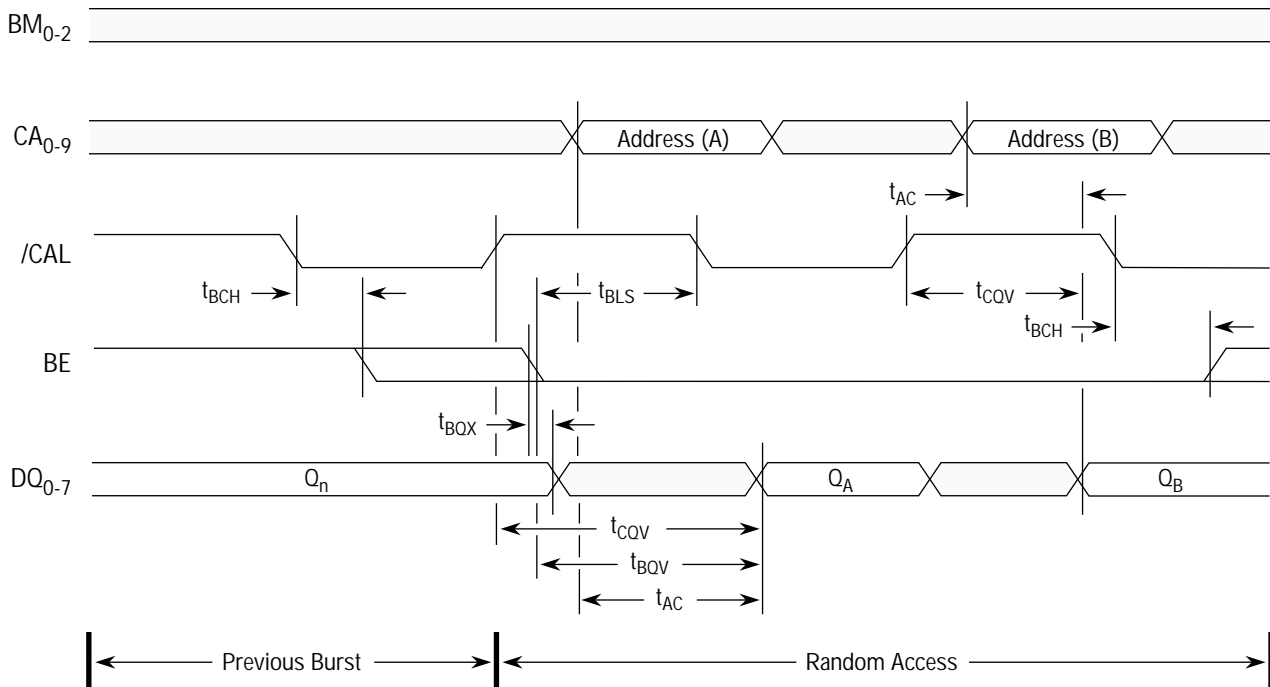 BM0-2
CA0-9
Address (A)
Address (B)
tAC
/CAL
tBCH
tBLS
tCQV
tBCH
BE
tBQX
DQ0-7
Qn
QA
QB
tCQV
tBQV
tAC
Previous Burst
Random Access